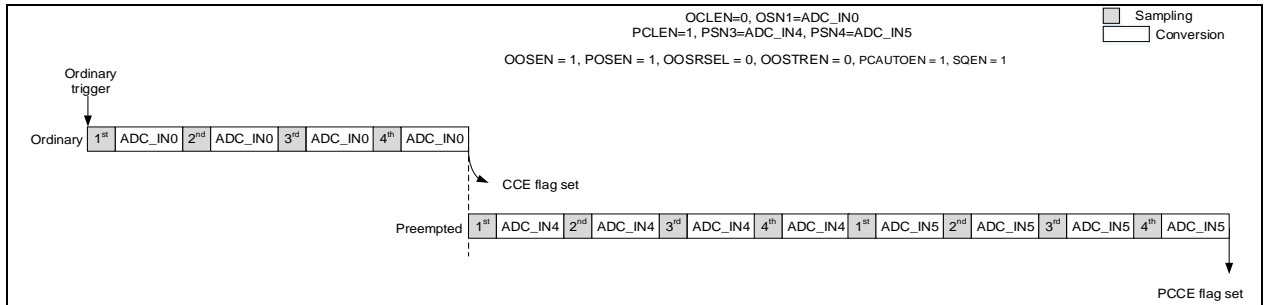 OCLEN=0, OSN1=ADC_IN0
PCLEN=1, PSN3=ADC_IN4, PSN4=ADC_IN5
OOSEN = 1, POSEN = 1, OOSRSEL = 0, OOSTREN = 0, PCAUTOEN = 1, SQEN = 1
Sampling
Conversion
Ordinary
trigger
Ordinary 1st ADC_IN0 2nd ADC_IN0 3rd ADC_IN0 4th ADC_IN0
CCE flag set
Preempted 1st ADC_IN4 2nd ADC_IN4 3rd ADC_IN4 4th ADC_IN4 1st ADC_IN5 2nd ADC_IN5 3rd ADC_IN5 4th ADC_IN5
PCCE flag set